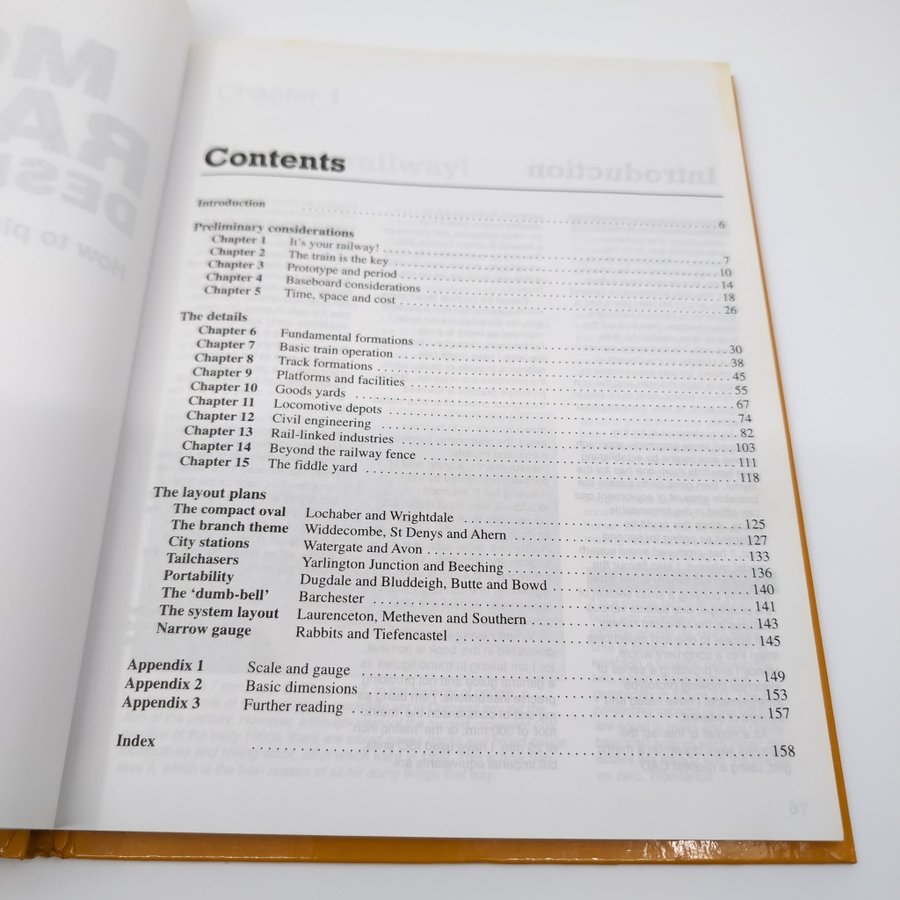 Contents
Introduction 6
Preliminary considerations
Chapter 1 It's your railway! 7
Chapter 2 The train is the key 10
Chapter 3 Prototype and period 14
Chapter 4 Baseboard considerations 18
Chapter 5 Time, space and cost 26
The details
Chapter 6 Fundamental formations 30
Chapter 7 Basic train operation 38
Chapter 8 Track formations 45
Chapter 9 Platforms and facilities 55
Chapter 10 Goods yards 67
Chapter 11 Locomotive depots 74
Chapter 12 Civil engineering 82
Chapter 13 Rail-linked industries 103
Chapter 14 Beyond the railway fence 111
Chapter 15 The fiddle yard 118
The layout plans
The compact oval Lochaber and Wrightdale 125
The branch theme Widdecombe, St Denys and Ahern 127
City stations Watergate and Avon 133
Tailchasers Yarlington Junction and Beeching 136
Portability Dugdale and Bluddeigh, Butte and Bowd 140
The 'dumb-bell' Barchester 141
The system layout Laurenceton, Metheven and Southern 143
Narrow gauge Rabbits and Tiefencastel 145
Appendix 1 Scale and gauge 149
Appendix 2 Basic dimensions 153
Appendix 3 Further reading 157
Index 158